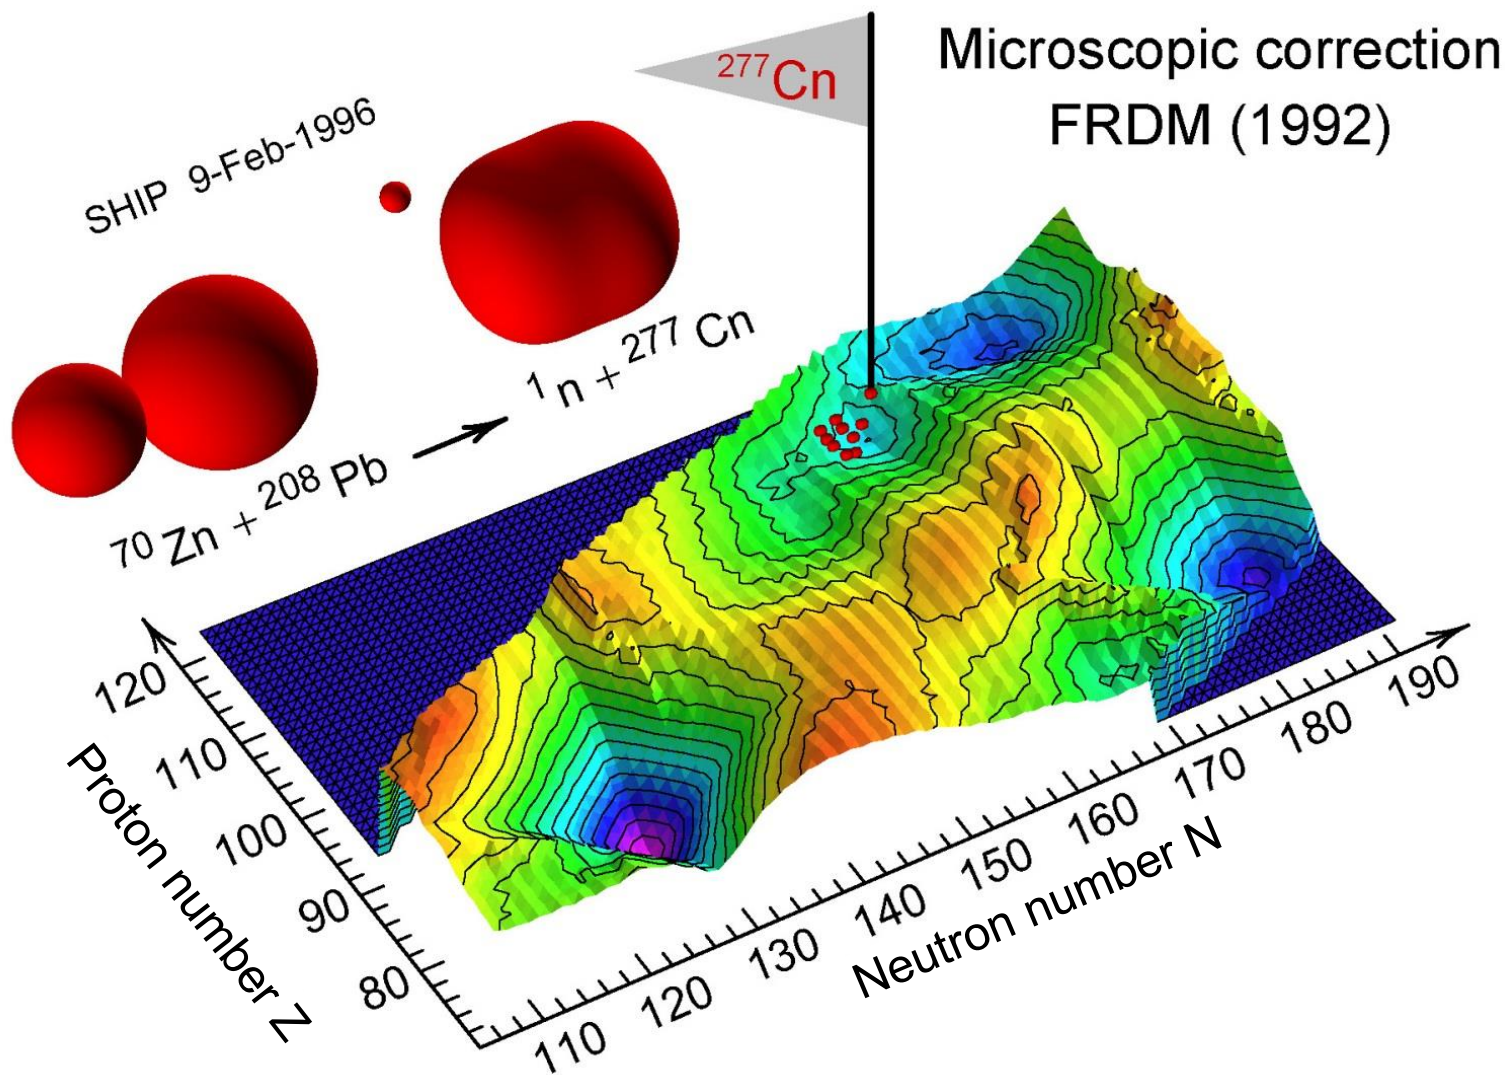 Microscopic correction
FRDM (1992)
277Cn
SHIP 9-Feb-1996
70 Zn + 208 Pb → 1 n + 277 Cn
Proton number Z
120
110
100
90
80
Neutron number N
110
120
130
140
150
160
170
180
190